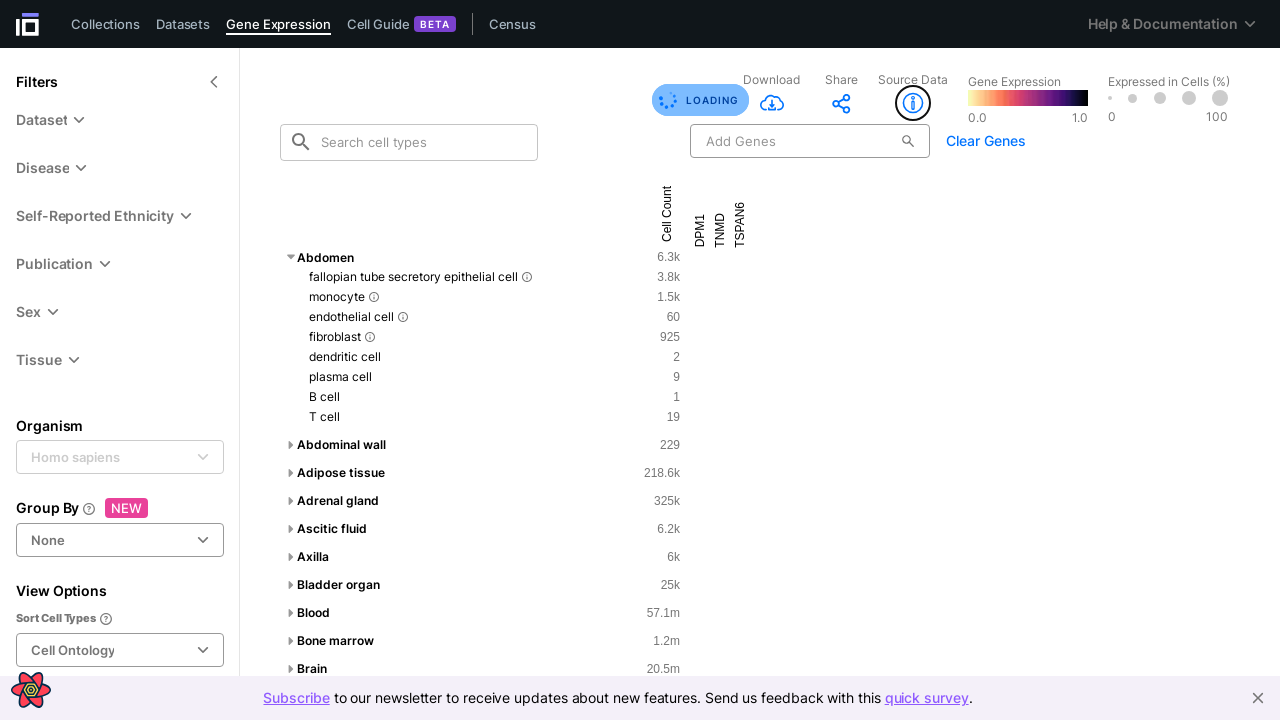 Collections Datasets Gene Expression Cell Guide BETA Census Help & Documentation
Filters
Dataset
Disease
Self-Reported Ethnicity
Publication
Sex
Tissue
Organism
Homo sapiens
Group By NEW
None
View Options
Sort Cell Types
Cell Ontology
LOADING
Download
Share
Source Data
Gene Expression
0.0 1.0
Expressed in Cells (%)
0 100
Search cell types
Add Genes
Clear Genes
Cell Count
DPM1
TNMD
TSPAN6
Abdomen 6.3k
fallopian tube secretory epithelial cell 3.8k
monocyte 1.5k
endothelial cell 60
fibroblast 925
dendritic cell 2
plasma cell 9
B cell 1
T cell 19
Abdominal wall 229
Adipose tissue 218.6k
Adrenal gland 325k
Ascitic fluid 6.2k
Axilla 6k
Bladder organ 25k
Blood 57.1m
Bone marrow 1.2m
Brain 20.5m
Subscribe to our newsletter to receive updates about new features. Send us feedback with this quick survey.